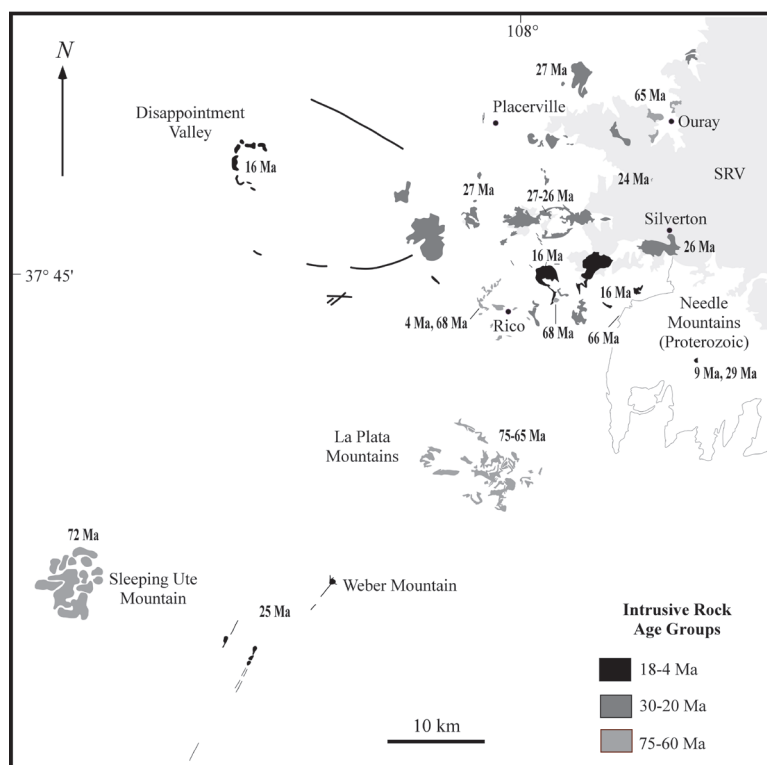 108°
N
27 Ma
65 Ma
Placerville
Disappointment
Valley
Ouray
16 Ma
24 Ma
SRV
27 Ma
27-26 Ma
Silverton
26 Ma
16 Ma
37° 45'
16 Ma
Needle
Mountains
(Proterozoic)
4 Ma, 68 Ma
Rico
68 Ma
66 Ma
9 Ma, 29 Ma
75-65 Ma
La Plata
Mountains
72 Ma
Sleeping Ute
Mountain
Weber Mountain
25 Ma
Intrusive Rock
Age Groups
18-4 Ma
30-20 Ma
75-60 Ma
10 km